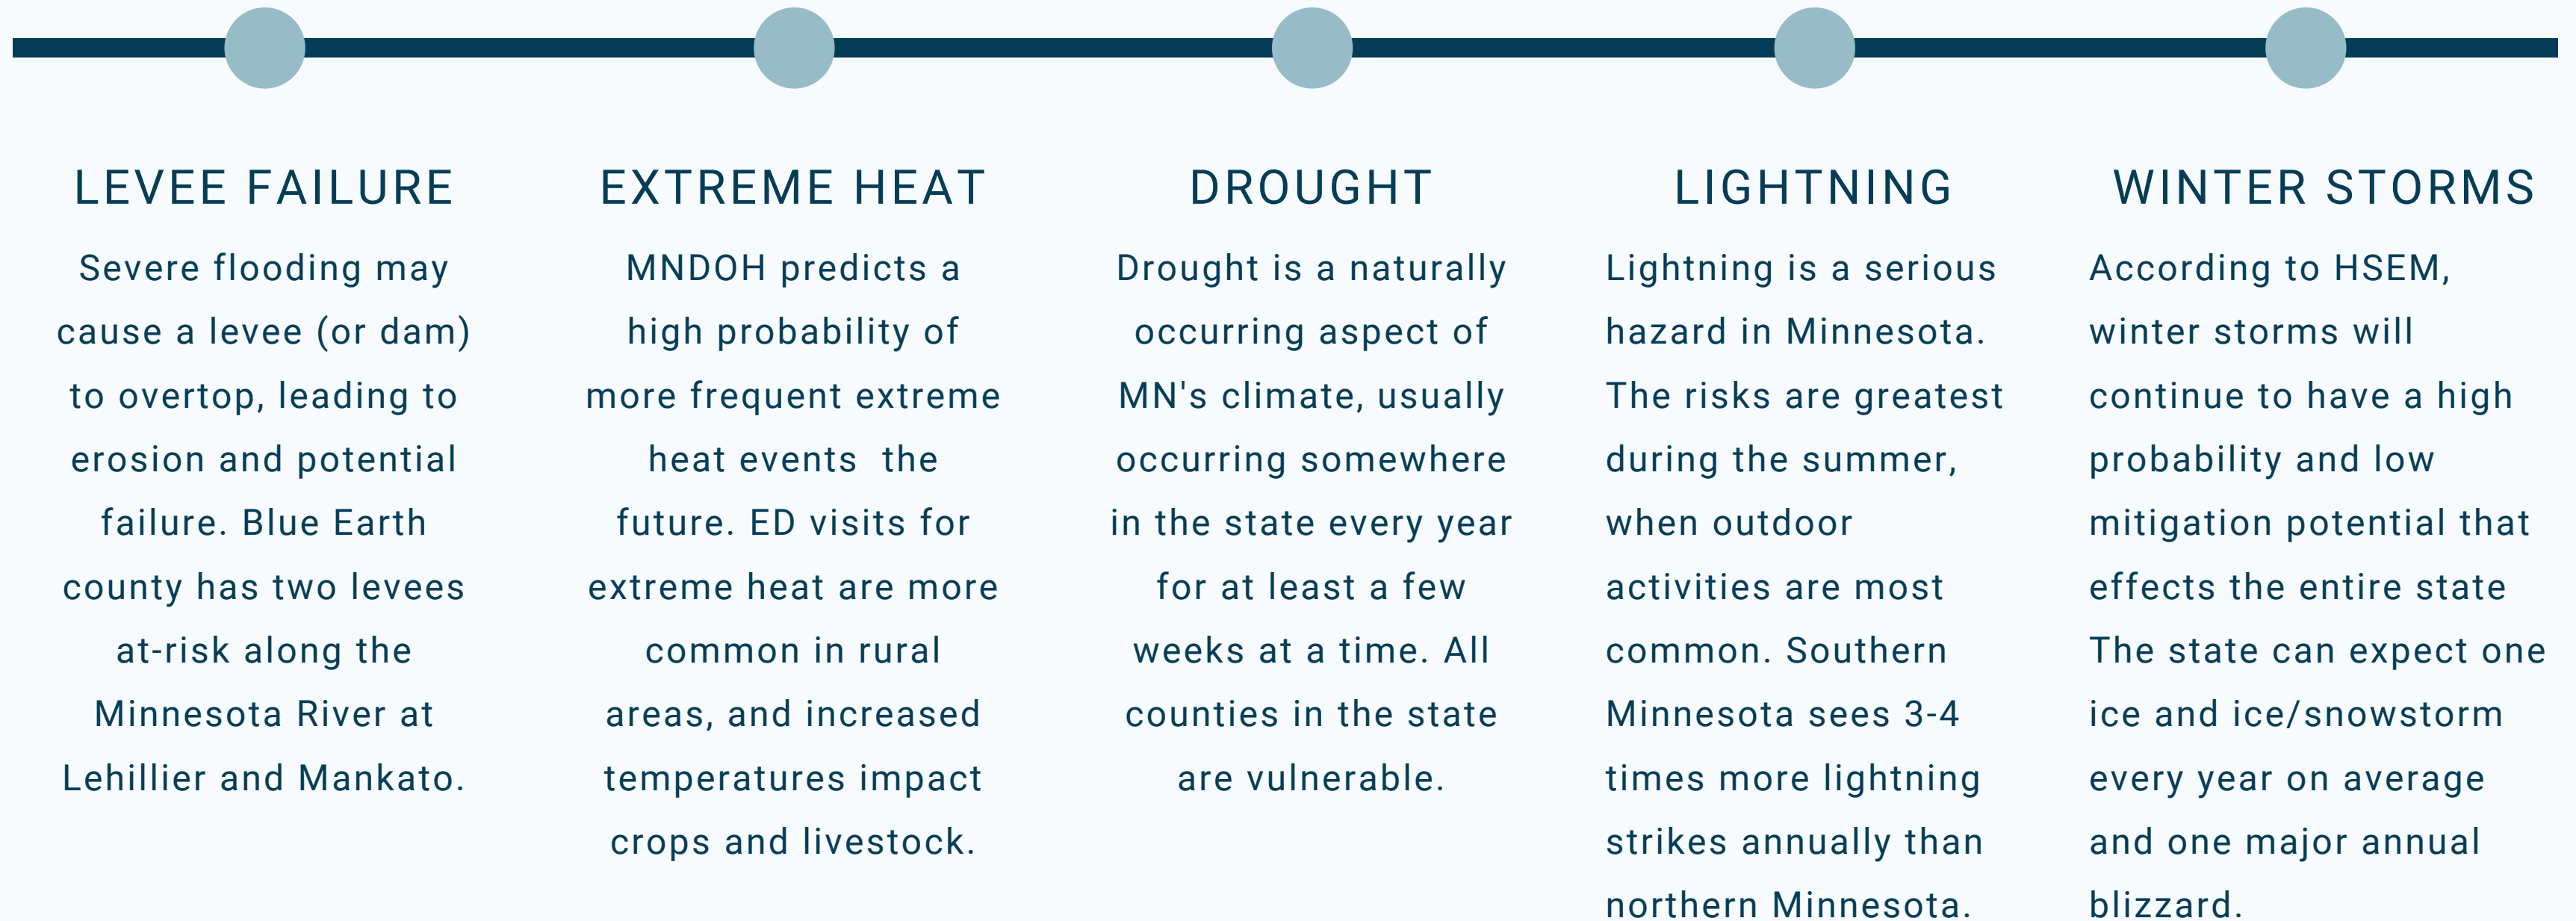 LEVEE FAILURE
Severe flooding may
cause a levee (or dam)
to overtop, leading to
erosion and potential
failure. Blue Earth
county has two levees
at-risk along the
Minnesota River at
Lehillier and Mankato.
EXTREME HEAT
MNDOH predicts a
high probability of
more frequent extreme
heat events  the
future. ED visits for
extreme heat are more
common in rural
areas, and increased
temperatures impact
crops and livestock.
DROUGHT
Drought is a naturally
occurring aspect of
MN's climate, usually
occurring somewhere
in the state every year
for at least a few
weeks at a time. All
counties in the state
are vulnerable.
LIGHTNING
Lightning is a serious
hazard in Minnesota.
The risks are greatest
during the summer,
when outdoor
activities are most
common. Southern
Minnesota sees 3-4
times more lightning
strikes annually than
northern Minnesota.
WINTER STORMS
According to HSEM,
winter storms will
continue to have a high
probability and low
mitigation potential that
effects the entire state
The state can expect one
ice and ice/snowstorm
every year on average
and one major annual
blizzard.